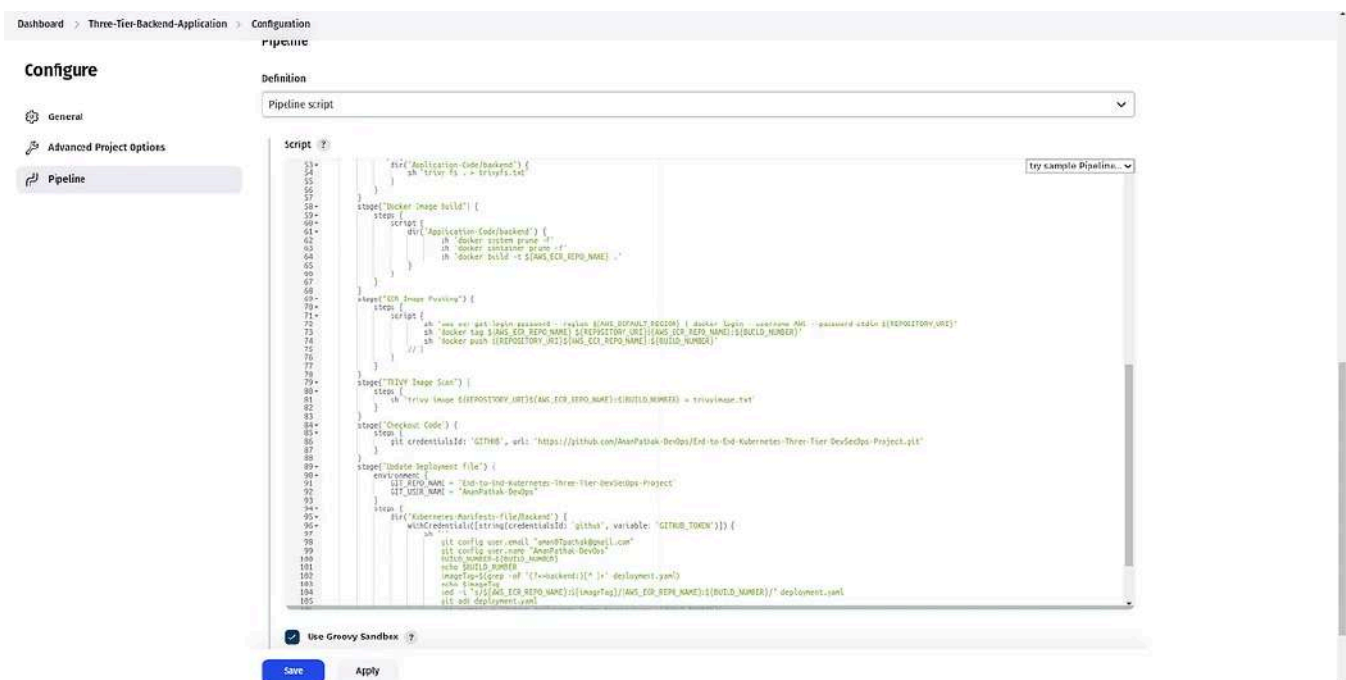 Dashboard > Three-Tier-Backend-Application > Configuration
Pipeline
Configure
Definition
General
Pipeline script
Advanced Project Options
Script ?
Pipeline
try sample Pipeline...
53 dir('Application-Code/backend') {
54 sh 'trivy fs . > trivyfs.txt'
55 }
56 }
57 }
58 stage("Docker Image Build") {
59 steps {
60 script {
61 dir('Application-Code/backend') {
62 sh 'docker system prune -f'
63 sh 'docker container prune -f'
64 sh 'docker build -t ${AWS_ECR_REPO_NAME} .'
65 }
66 }
67 }
68 }
69 stage("ECR Image Pushing") {
70 steps {
71 script {
72 sh 'aws ecr get-login-password --region ${AWS_DEFAULT_REGION} | docker login --username AWS --password-stdin ${REPOSITORY_URI}'
73 sh 'docker tag ${AWS_ECR_REPO_NAME} ${REPOSITORY_URI}${AWS_ECR_REPO_NAME}:${BUILD_NUMBER}'
74 sh 'docker push ${REPOSITORY_URI}${AWS_ECR_REPO_NAME}:${BUILD_NUMBER}'
75 // }
76 }
77 }
78 }
79 stage("TRIVY Image Scan") {
80 steps {
81 sh 'trivy image ${REPOSITORY_URI}${AWS_ECR_REPO_NAME}:${BUILD_NUMBER} > trivyimage.txt'
82 }
83 }
84 stage('Checkout Code') {
85 steps {
86 git credentialsId: 'GITHUB', url: 'https://github.com/AmanPathak-DevOps/End-to-End-Kubernetes-Three-Tier-DevSecOps-Project.git'
87 }
88 }
89 stage('Update Deployment file') {
90 environment {
91 GIT_REPO_NAME = "End-to-End-Kubernetes-Three-Tier-DevSecOps-Project"
92 GIT_USER_NAME = "AmanPathak-DevOps"
93 }
94 steps {
95 dir('Kubernetes-Manifests-file/Backend') {
96 withCredentials([string(credentialsId: 'github', variable: 'GITHUB_TOKEN')]) {
97 sh '''
98 git config user.email "aman07pathak@gmail.com"
99 git config user.name "AmanPathak-DevOps"
100 BUILD_NUMBER=${BUILD_NUMBER}
101 echo $BUILD_NUMBER
102 imageTag=$(grep -oP '(?<=backend:)[^ ]+' deployment.yaml)
103 echo $imageTag
104 sed -i "s/${AWS_ECR_REPO_NAME}:${imageTag}/${AWS_ECR_REPO_NAME}:${BUILD_NUMBER}/" deployment.yaml
105 git add deployment.yaml
Use Groovy Sandbox ?
Save
Apply